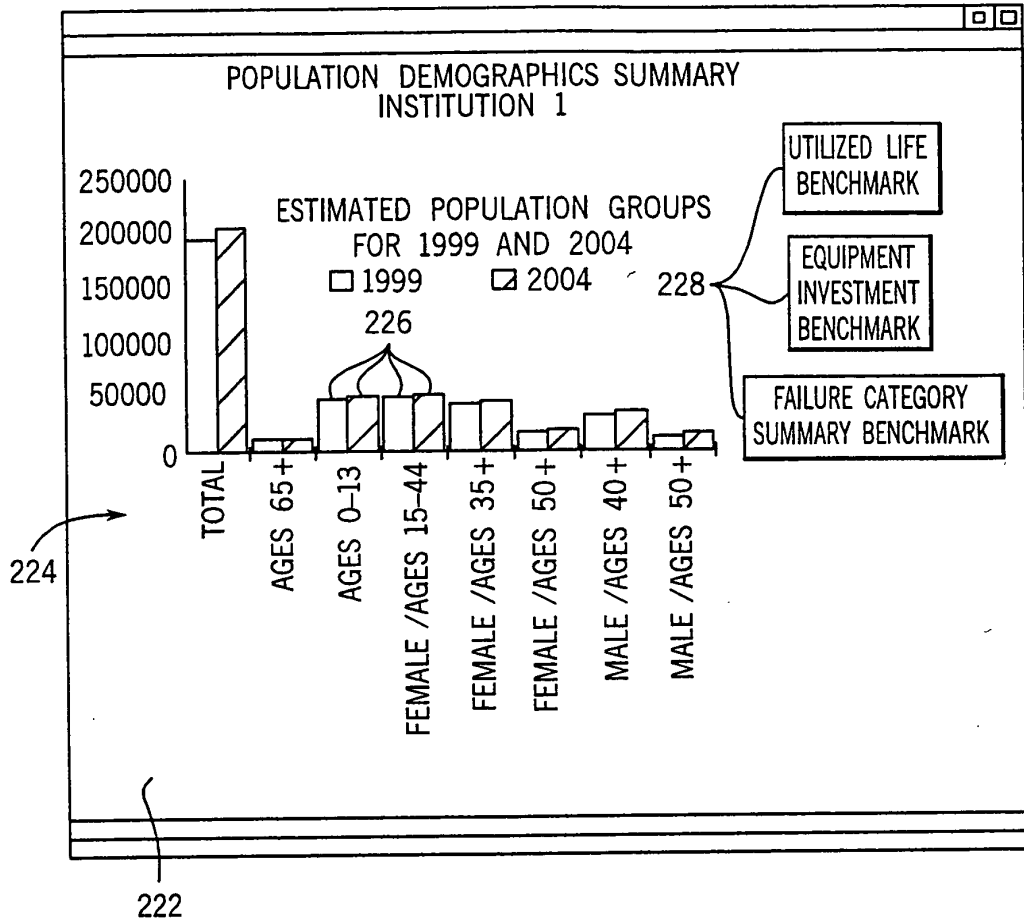 POPULATION DEMOGRAPHICS SUMMARY
INSTITUTION 1
UTILIZED LIFE
BENCHMARK
EQUIPMENT
INVESTMENT
BENCHMARK
FAILURE CATEGORY
SUMMARY BENCHMARK
228
ESTIMATED POPULATION GROUPS
FOR 1999 AND 2004
1999
2004
226
250000
200000
150000
100000
50000
0
TOTAL
AGES 65+
AGES 0-13
FEMALE /AGES 15-44
FEMALE /AGES 35+
FEMALE /AGES 50+
MALE /AGES 40+
MALE /AGES 50+
224
222